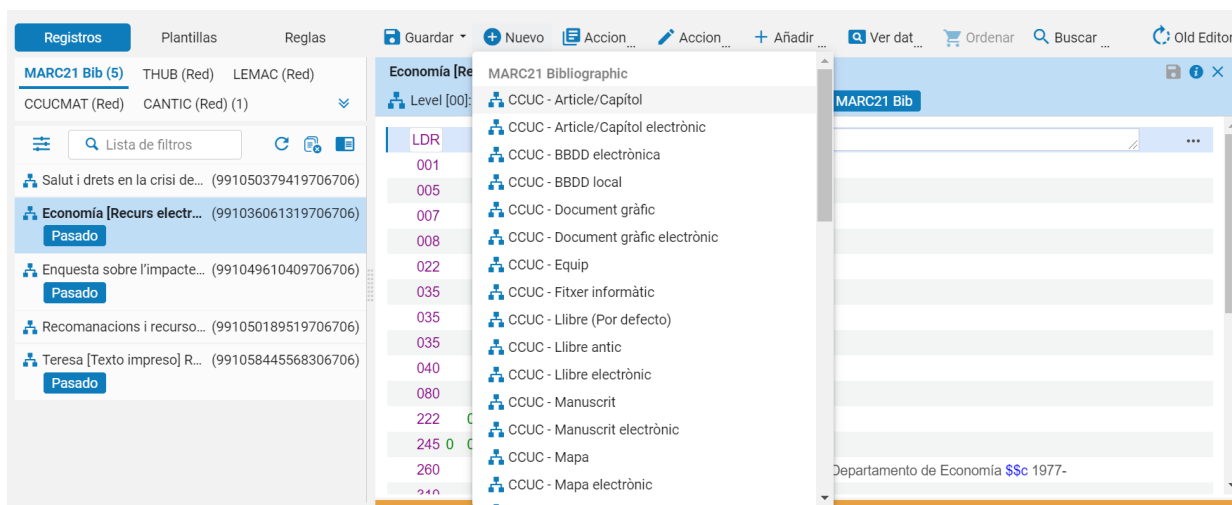 Registros Plantillas Reglas Guardar Nuevo Accion... Accion... Añadir... Ver dat... Ordenar Buscar... Old Editor
MARC21 Bib (5) THUB (Red) LEMAC (Red)
CCUCMAT (Red) CANTIC (Red) (1)
Lista de filtros
Salut i drets en la crisi de... (991050379419706706)
Economía [Recurs electr... (991036061319706706)
Pasado
Enquesta sobre l'impacte... (991049610409706706)
Pasado
Recomanacions i recurso... (991050189519706706)
Teresa [Texto impreso] R... (991058445568306706)
Pasado
Economía [Re
Level [00]: MARC21 Bib
LDR
001
005
007
008
022
035
035
035
040
080
222 0
245 0 0
260 Departamento de Economía $$c 1977-
310
MARC21 Bibliographic
CCUC - Article/Capítol
CCUC - Article/Capítol electrònic
CCUC - BBDD electrònica
CCUC - BBDD local
CCUC - Document gràfic
CCUC - Document gràfic electrònic
CCUC - Equip
CCUC - Fitxer informàtic
CCUC - Llibre (Por defecto)
CCUC - Llibre antic
CCUC - Llibre electrònic
CCUC - Manuscrit
CCUC - Manuscrit electrònic
CCUC - Mapa
CCUC - Mapa electrònic